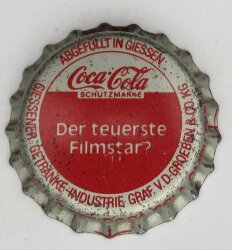 ABGEFÜLLT IN GIESSEN
Coca-Cola
SCHUTZMARKE
Der teuerste
Filmstar?
GIESSENER GETRÄNKE-INDUSTRIE GRAF V.D. GROEBEN & CO. KG